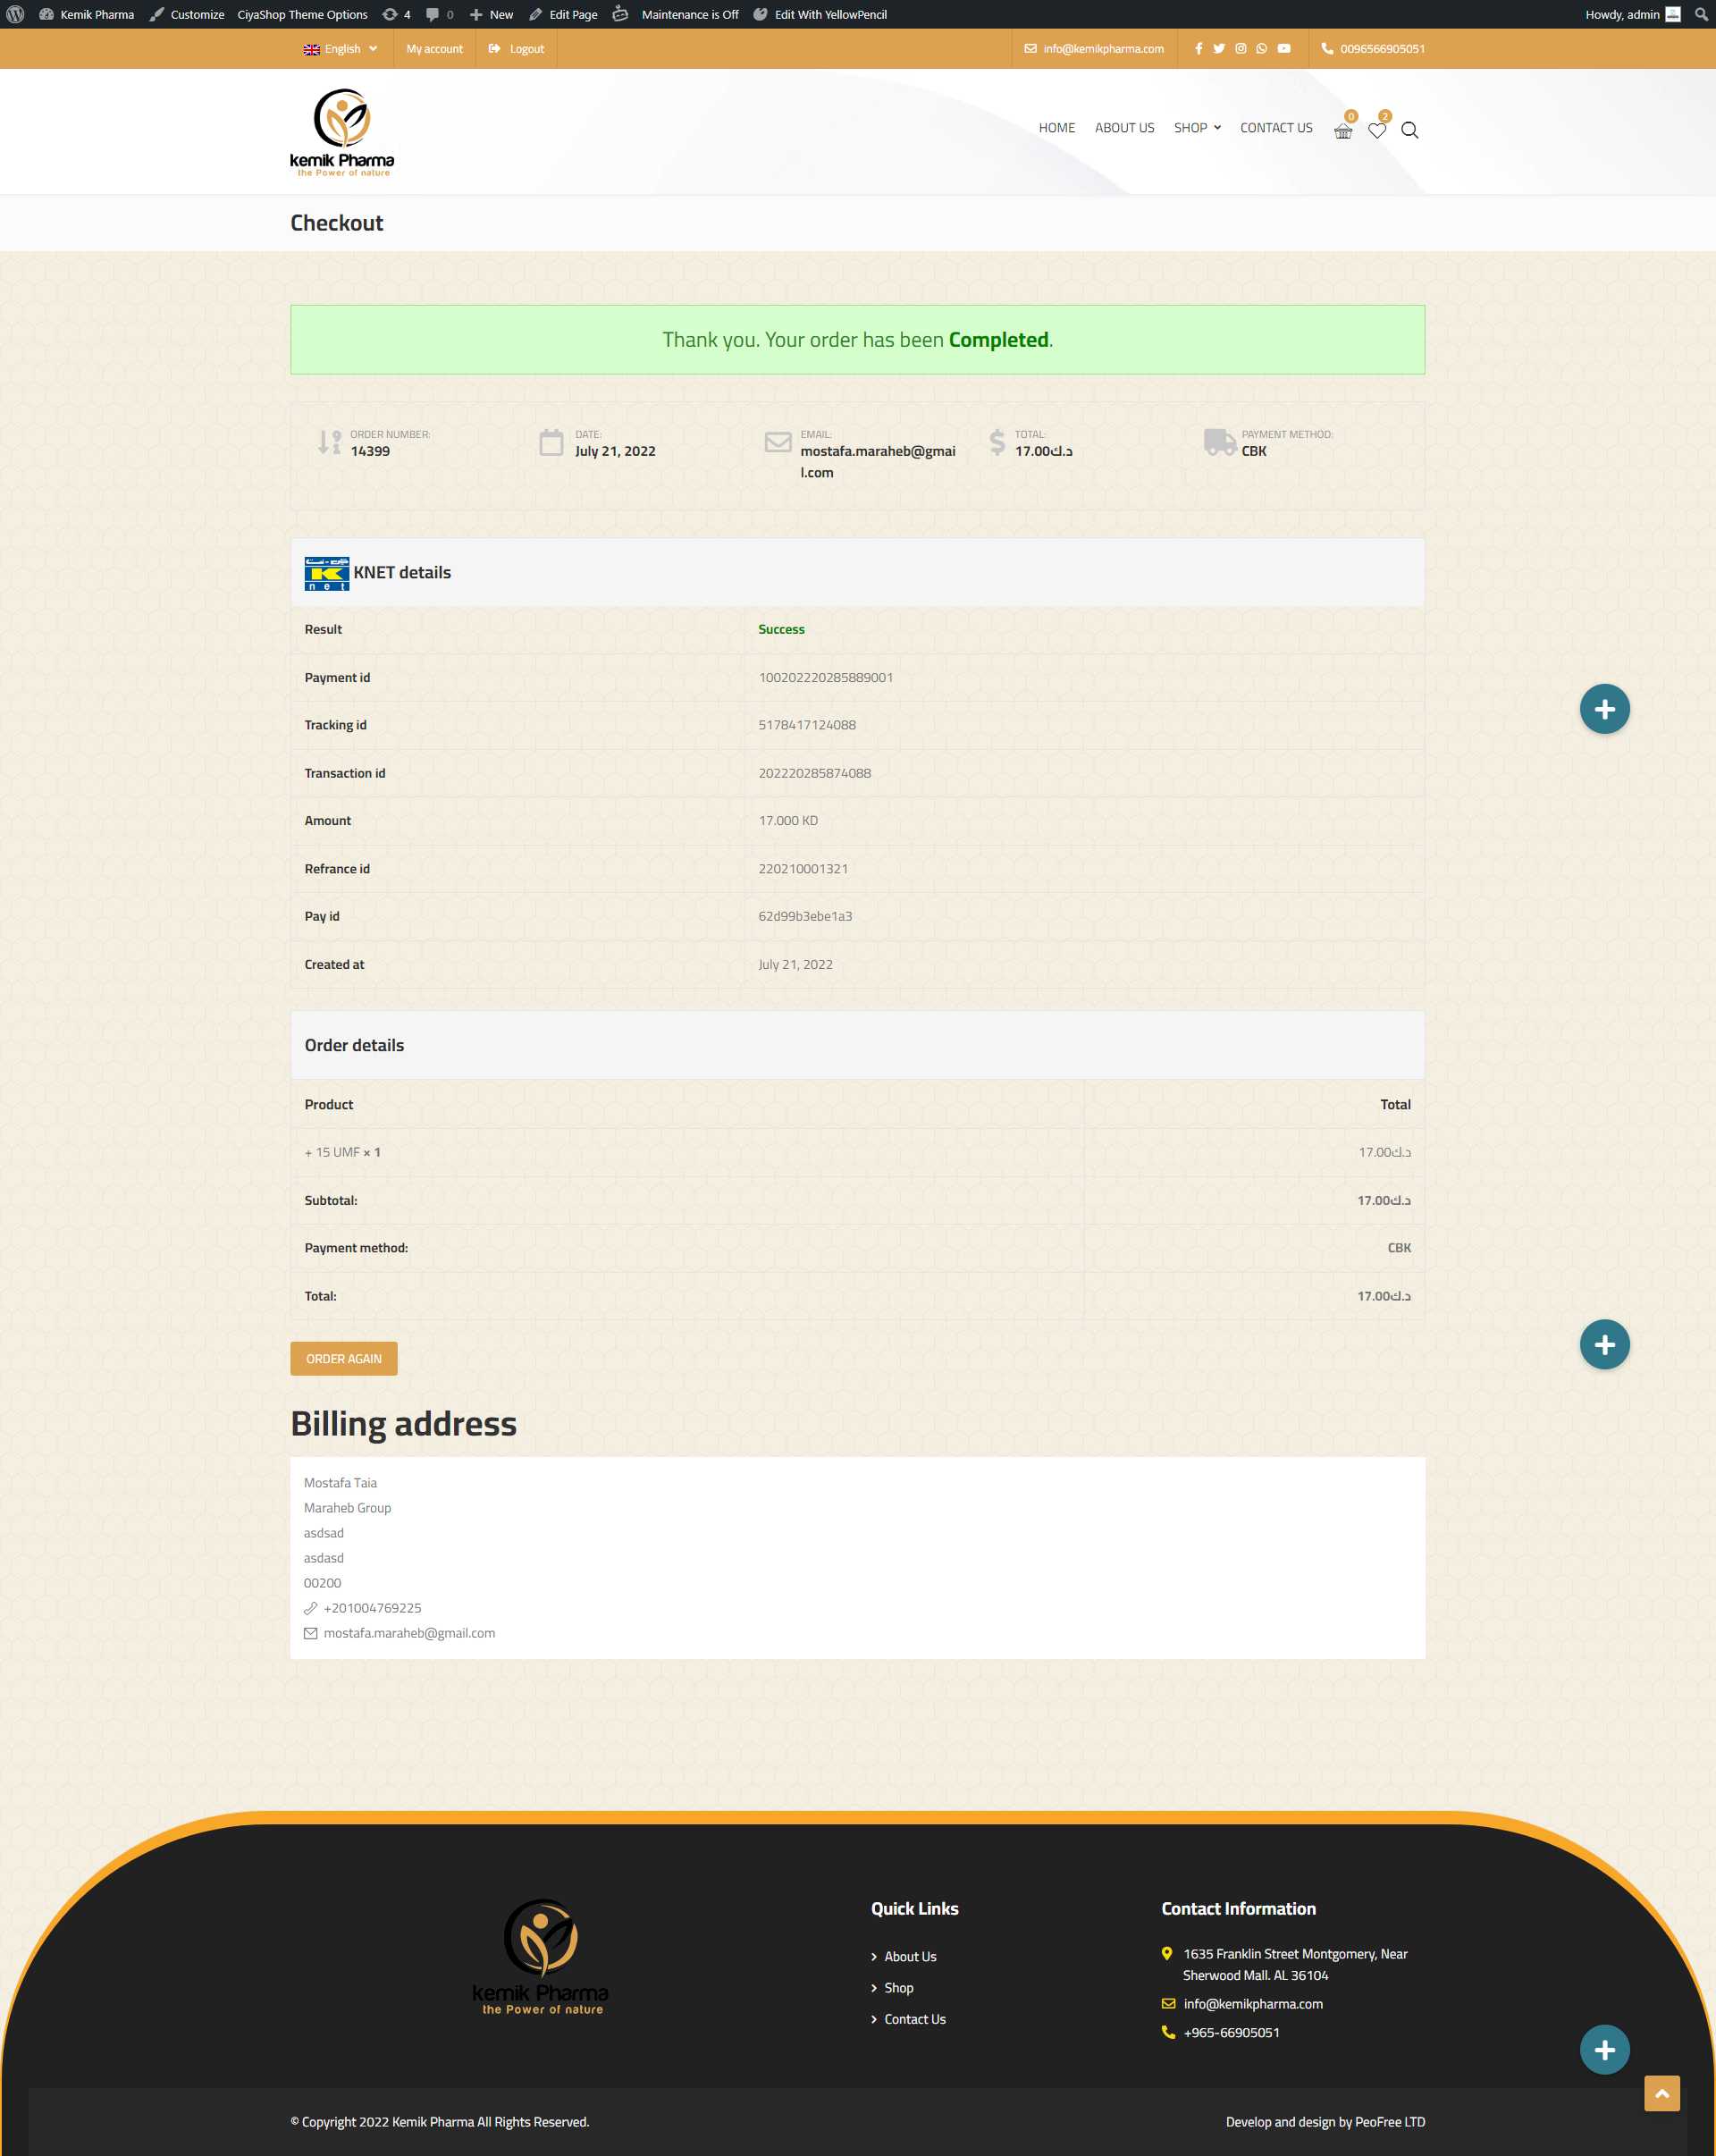 Kemik Pharma Customize CiyaShop Theme Options 4 0 New Edit Page Maintenance is Off Edit With YellowPencil Howdy, admin
English My account Logout info@kemikpharma.com 0096566905051
kemik Pharma
the Power of nature
HOME ABOUT US SHOP CONTACT US 0 2
Checkout
Thank you. Your order has been Completed.
ORDER NUMBER:
14399
DATE:
July 21, 2022
EMAIL:
mostafa.maraheb@gmai
l.com
TOTAL:
17.00د.ك
PAYMENT METHOD:
CBK
كي-نت
K
net
KNET details
Result Success
Payment id 100202220285889001
Tracking id 5178417124088
Transaction id 202220285874088
Amount 17.000 KD
Refrance id 220210001321
Pay id 62d99b3ebe1a3
Created at July 21, 2022
Order details
Product Total
+ 15 UMF × 1 17.00د.ك
Subtotal: 17.00د.ك
Payment method: CBK
Total: 17.00د.ك
ORDER AGAIN
Billing address
Mostafa Taia
Maraheb Group
asdsad
asdasd
00200
+201004769225
mostafa.maraheb@gmail.com
kemik Pharma
the Power of nature
Quick Links
About Us
Shop
Contact Us
Contact Information
1635 Franklin Street Montgomery, Near
Sherwood Mall. AL 36104
info@kemikpharma.com
+965-66905051
© Copyright 2022 Kemik Pharma All Rights Reserved. Develop and design by PeoFree LTD